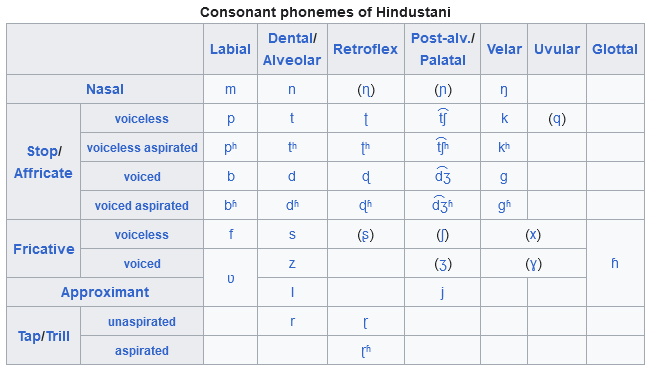 Consonant phonemes of Hindustani
Labial Dental/Alveolar Retroflex Post-alv./Palatal Velar Uvular Glottal
Nasal m n (ɳ) (ɲ) ŋ
Stop/Affricate
voiceless p t ʈ t͡ʃ k (q)
voiceless aspirated pʰ tʰ ʈʰ t͡ʃʰ kʰ
voiced b d ɖ d͡ʒ ɡ
voiced aspirated bʱ dʱ ɖʱ d͡ʒʱ ɡʱ
Fricative
voiceless f s (ʂ) (ʃ) (x)
voiced ʋ z (ʒ) (ɣ) ɦ
Approximant l j
Tap/Trill
unaspirated r ɽ
aspirated ɽʱ